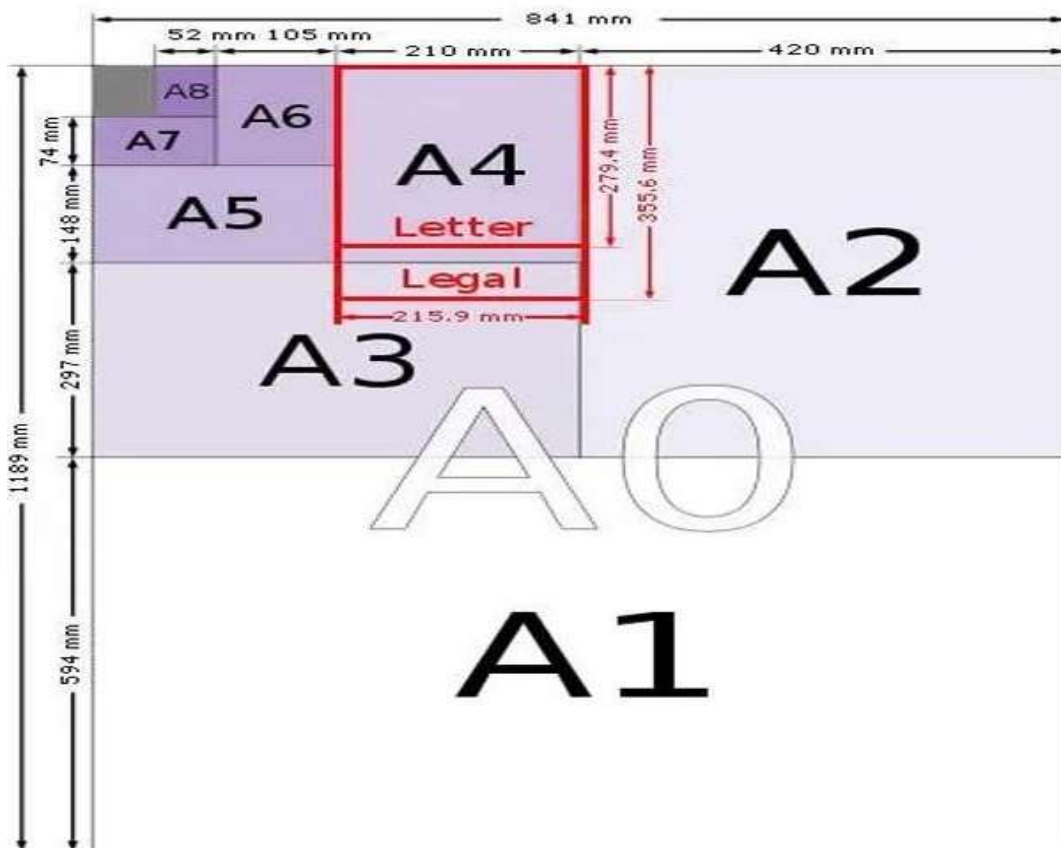 841 mm
52 mm 105 mm
210 mm
420 mm
A8
A6
A7
74 mm
A4
279.4 mm
355.6 mm
A5
148 mm
Letter
A2
Legal
215.9 mm
A3
297 mm
A0
1189 mm
A1
594 mm